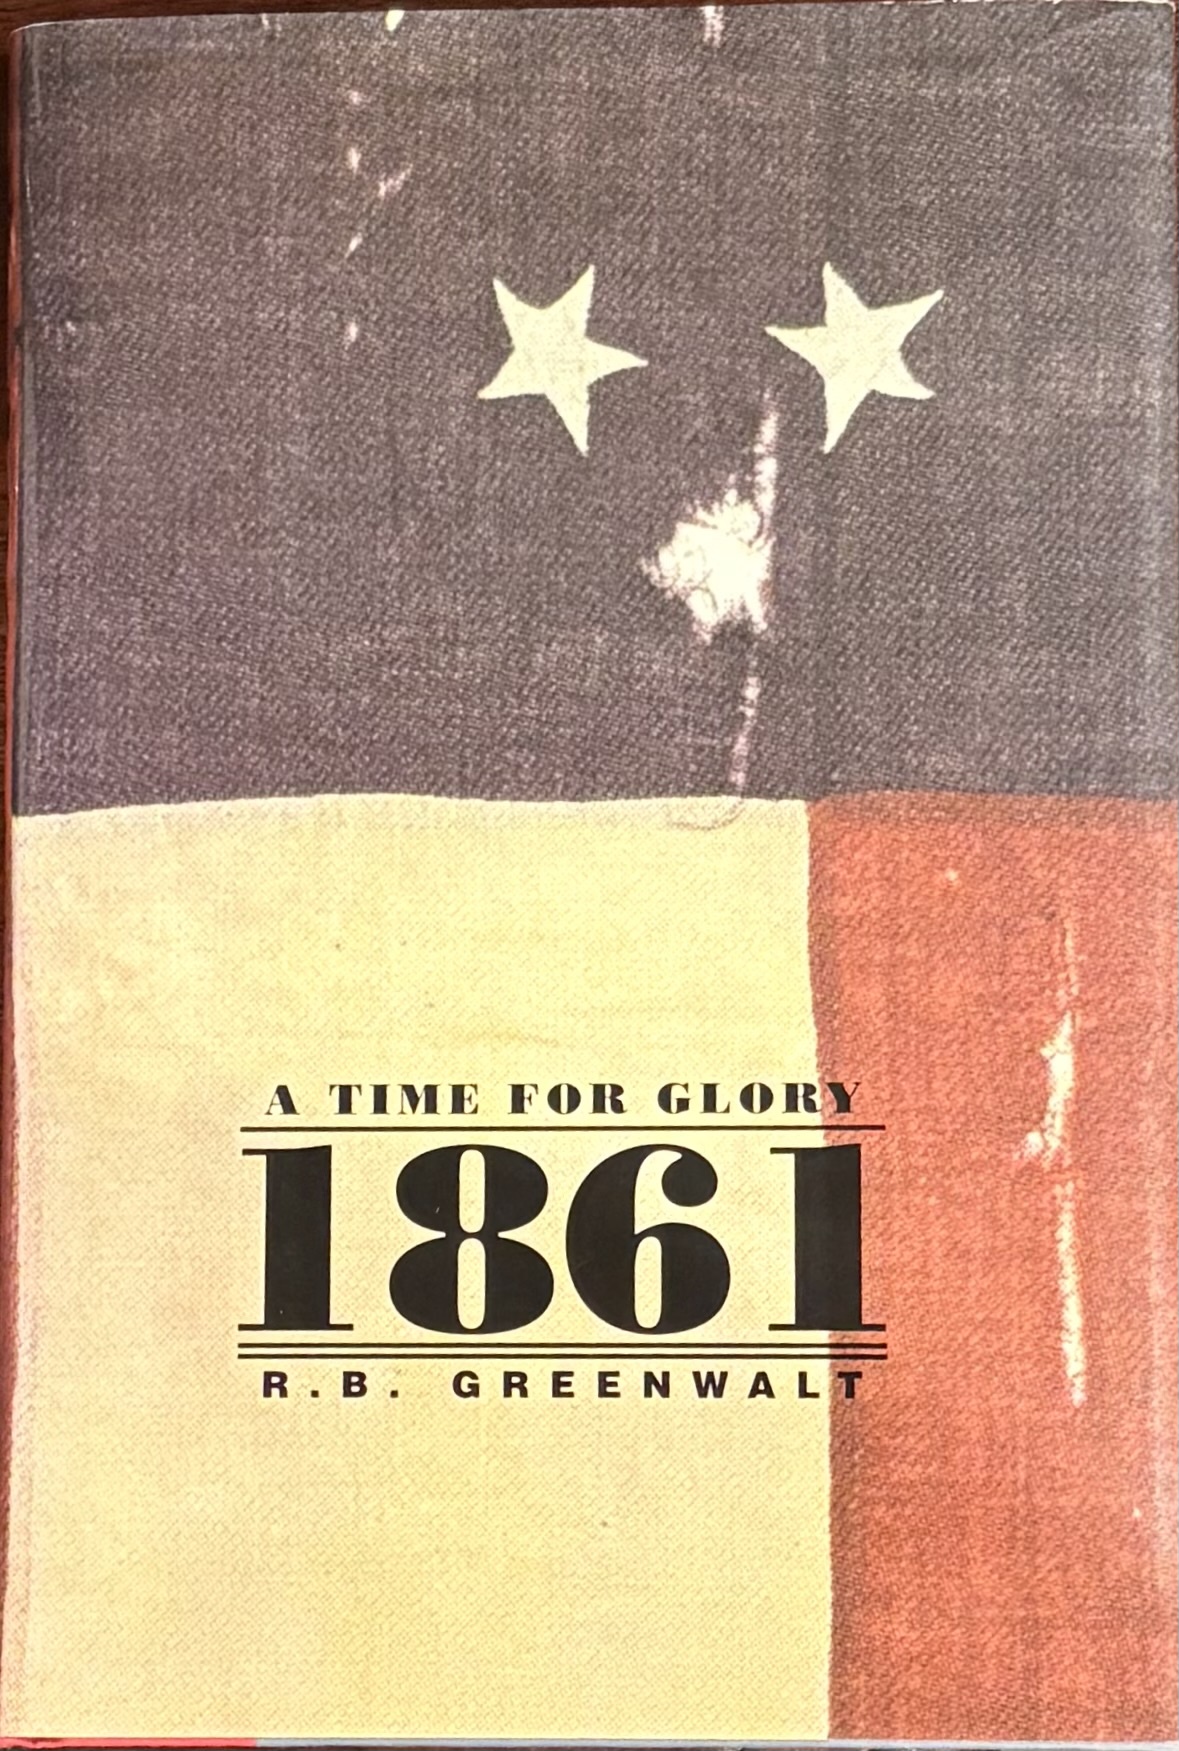 A TIME FOR GLORY
1861
R.B. GREENWALT